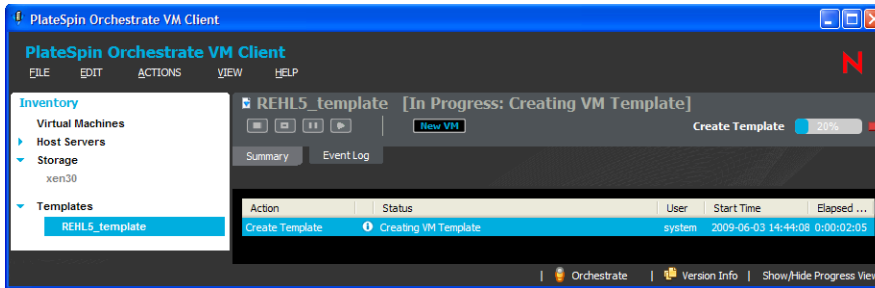 PlateSpin Orchestrate VM Client
PlateSpin Orchestrate VM Client
FILE EDIT ACTIONS VIEW HELP
N
Inventory
Virtual Machines
Host Servers
Storage
xen30
Templates
REHL5_template
REHL5_template [In Progress: Creating VM Template]
New VM
Create Template 20%
Summary Event Log
Action Status User Start Time Elapsed ...
Create Template Creating VM Template system 2009-06-03 14:44:08 0:00:02:05
| Orchestrate | Version Info | Show/Hide Progress View